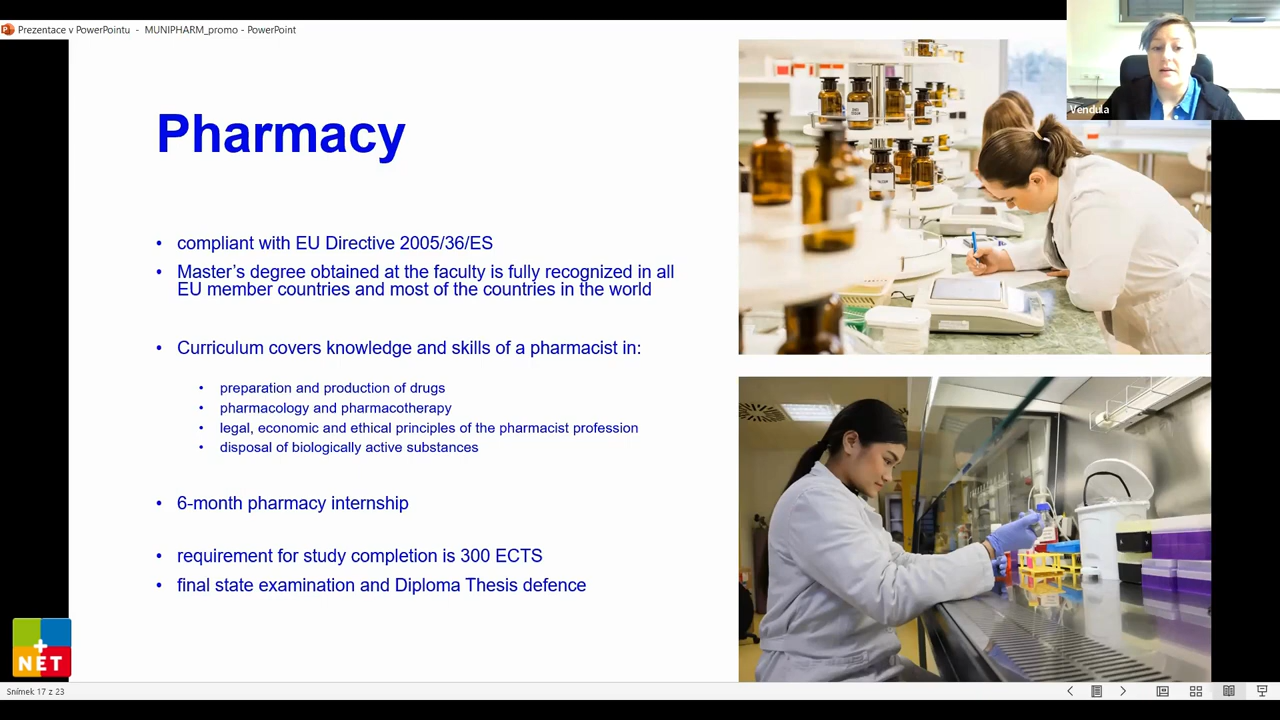 Prezentace v PowerPointu - MUNIPHARM_promo - PowerPoint
Vendula
Pharmacy
• compliant with EU Directive 2005/36/ES
• Master’s degree obtained at the faculty is fully recognized in all
EU member countries and most of the countries in the world
• Curriculum covers knowledge and skills of a pharmacist in:
• preparation and production of drugs
• pharmacology and pharmacotherapy
• legal, economic and ethical principles of the pharmacist profession
• disposal of biologically active substances
• 6-month pharmacy internship
• requirement for study completion is 300 ECTS
• final state examination and Diploma Thesis defence
+
NET
Snímek 17 z 23